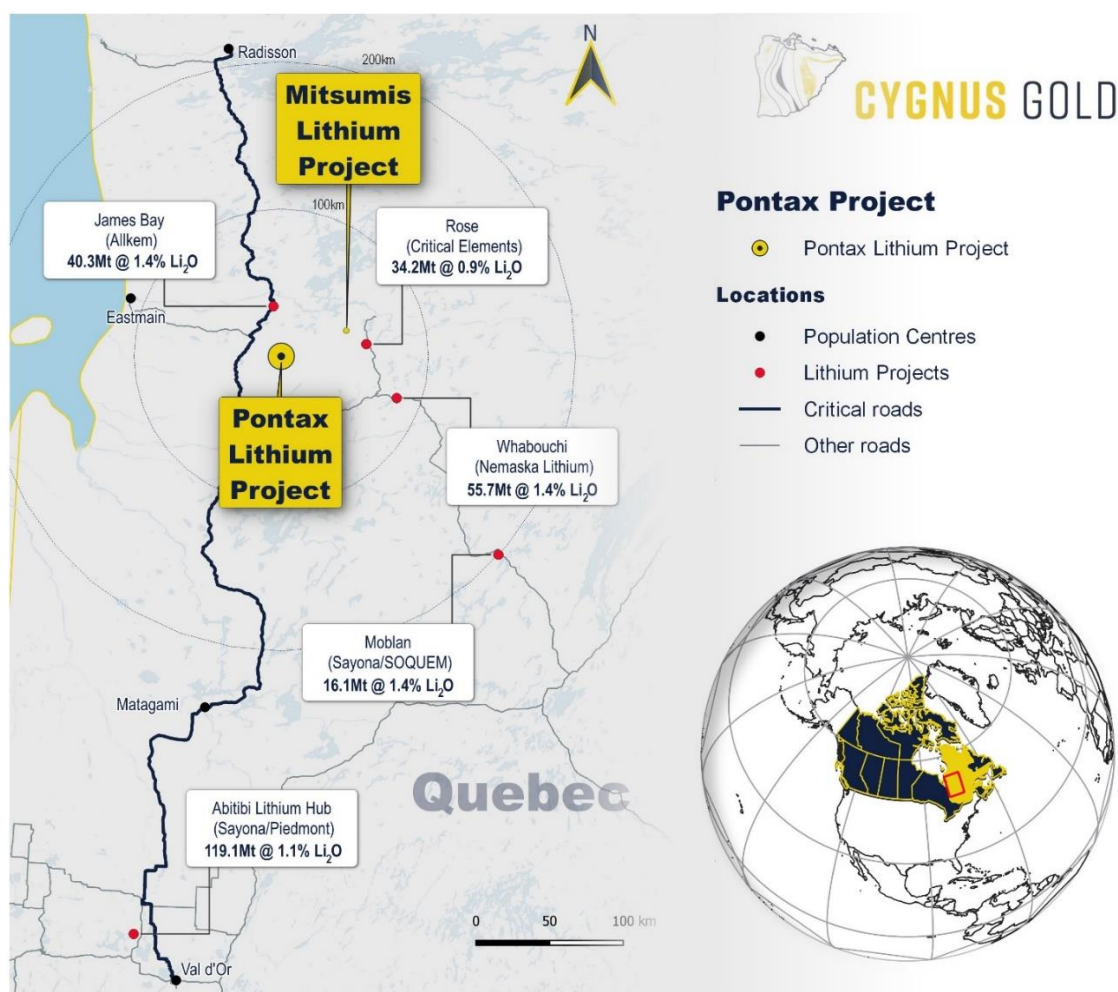 Radisson
200km
N
Mitsumis
Lithium
Project
100km
James Bay
(Allkem)
40.3Mt @ 1.4% Li₂O
Rose
(Critical Elements)
34.2Mt @ 0.9% Li₂O
Eastmain
Pontax
Lithium
Project
Whabouchi
(Nemaska Lithium)
55.7Mt @ 1.4% Li₂O
Moblan
(Sayona/SOQUEM)
16.1Mt @ 1.4% Li₂O
Matagami
Quebec
Abitibi Lithium Hub
(Sayona/Piedmont)
119.1Mt @ 1.1% Li₂O
0 50 100 km
Val d'Or
CYGNUS GOLD
Pontax Project
Pontax Lithium Project
Locations
Population Centres
Lithium Projects
Critical roads
Other roads